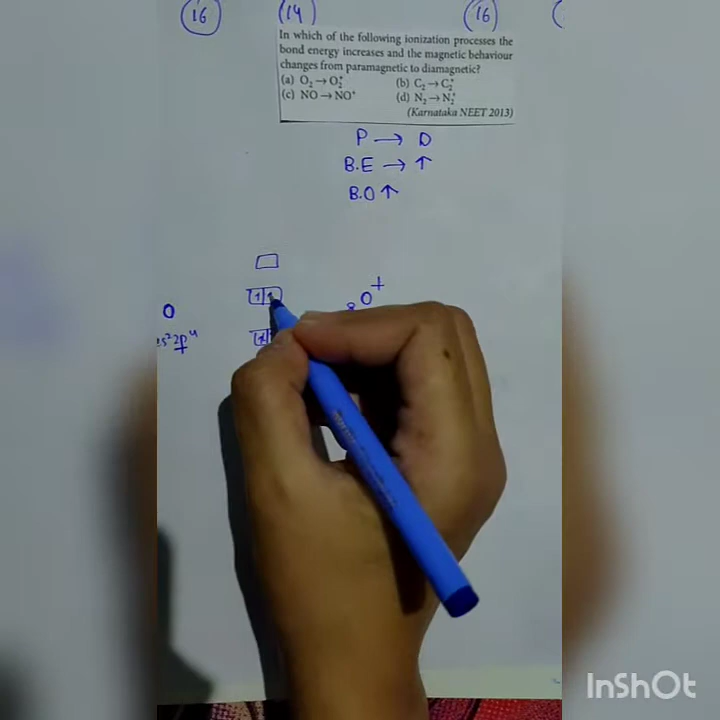 16 (14) 16 (
In which of the following ionization processes the
bond energy increases and the magnetic behaviour
changes from paramagnetic to diamagnetic?
(a) O₂ → O₂⁺ (b) C₂ → C₂⁺
(c) NO → NO⁺ (d) N₂ → N₂⁺
(Karnataka NEET 2013)
P → D
B.E → ↑
B.O ↑
O ₈O⁺
2s²2p⁴
InShOt